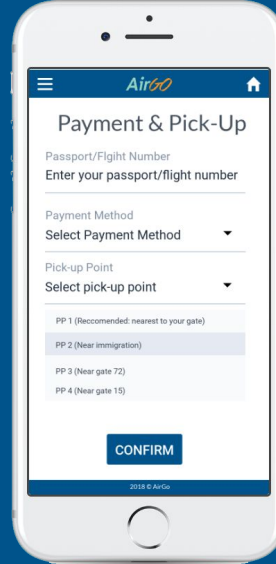 AirGO
Payment & Pick-Up
Passport/Flgiht Number
Enter your passport/flight number
Payment Method
Select Payment Method
Pick-up Point
Select pick-up point
PP 1 (Reccomended: nearest to your gate)
PP 2 (Near immigration)
PP 3 (Near gate 72)
PP 4 (Near gate 15)
CONFIRM
2018 © AirGo